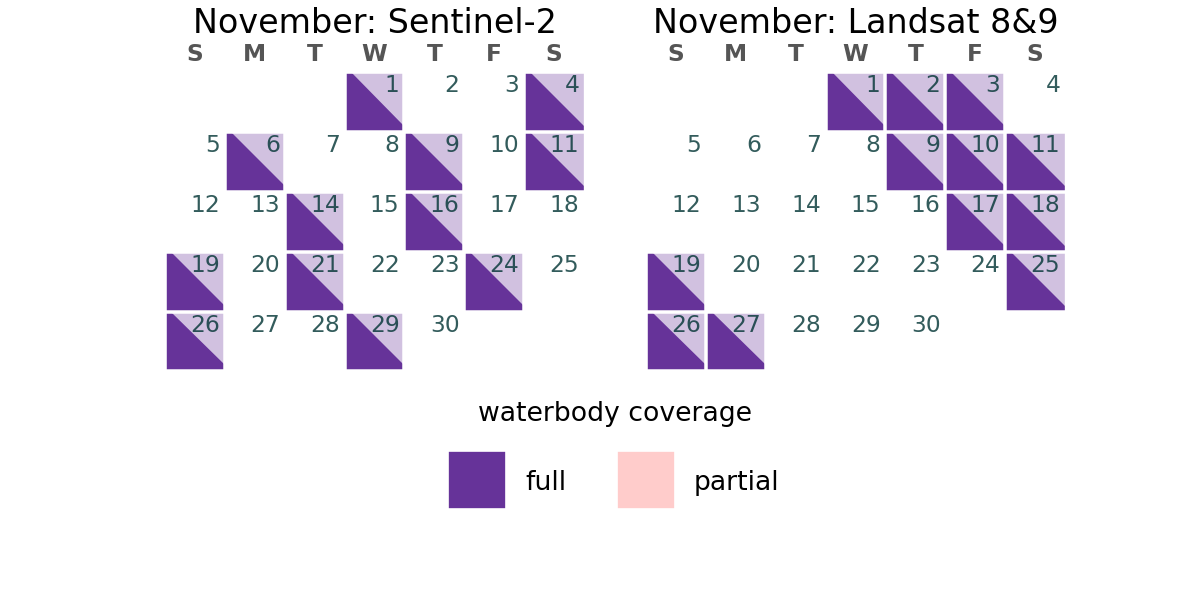 November: Sentinel-2
S M T W T F S
1 2 3 4
5 6 7 8 9 10 11
12 13 14 15 16 17 18
19 20 21 22 23 24 25
26 27 28 29 30
November: Landsat 8&9
S M T W T F S
1 2 3 4
5 6 7 8 9 10 11
12 13 14 15 16 17 18
19 20 21 22 23 24 25
26 27 28 29 30
waterbody coverage
full partial